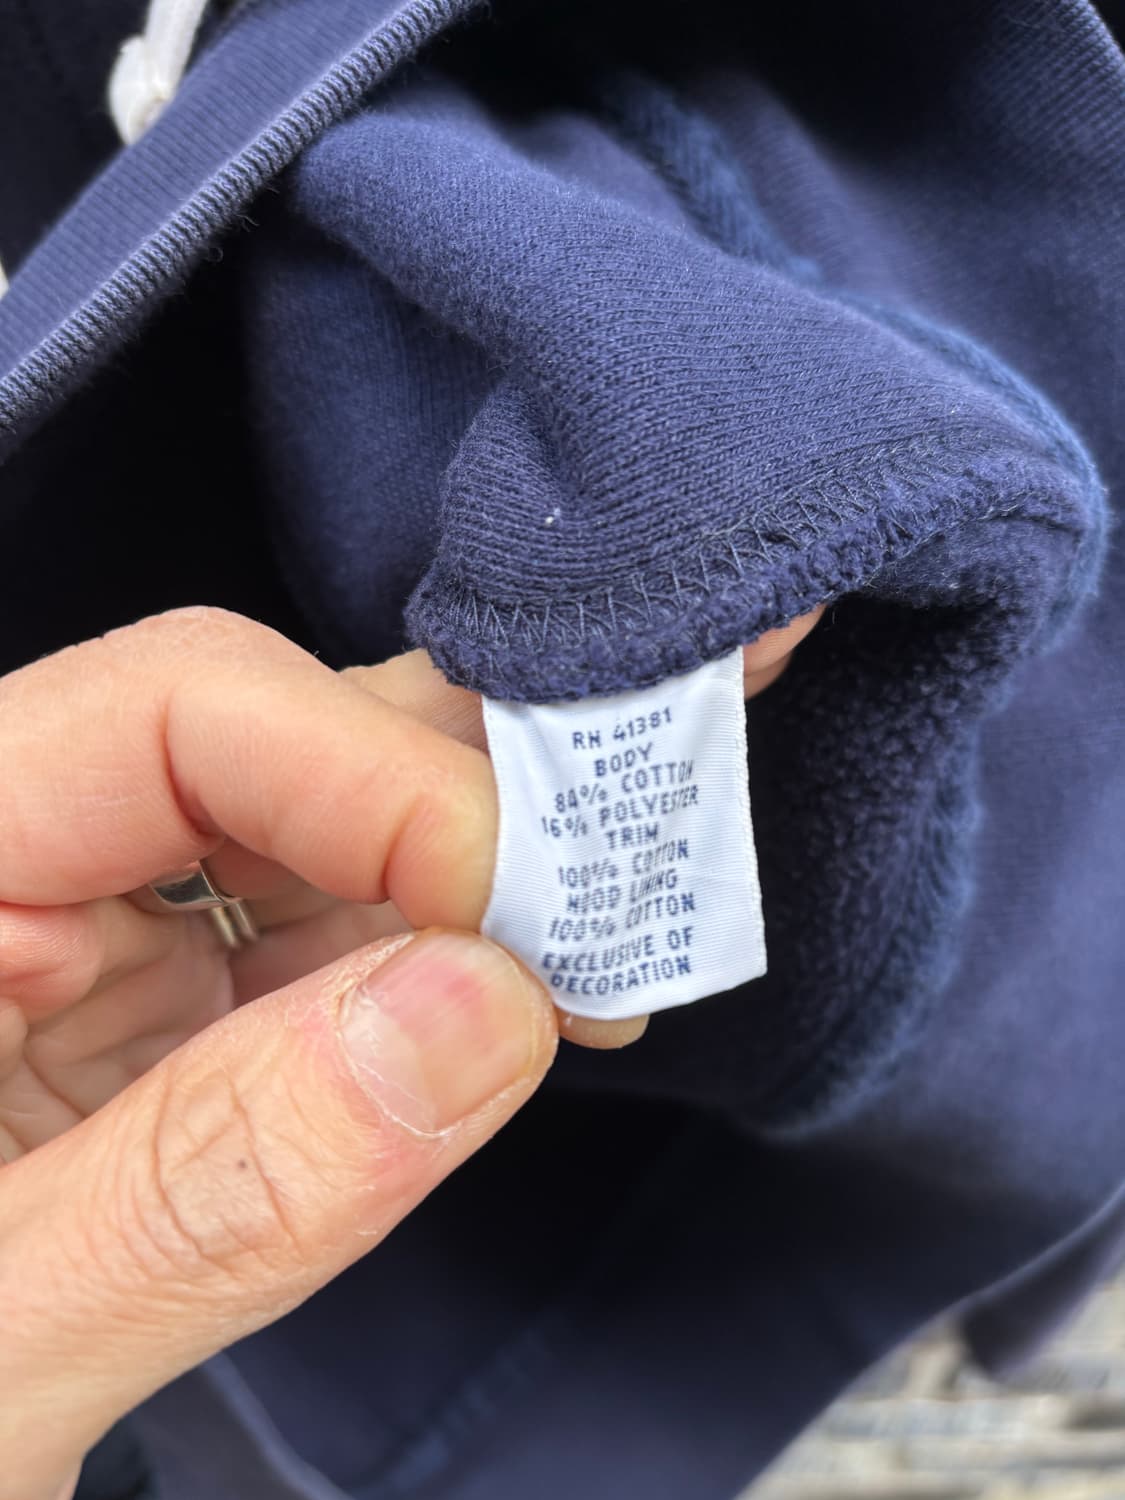 RN 41381
BODY
84% COTTON
16% POLYESTER
TRIM
100% COTTON
HOOD LINING
100% COTTON
EXCLUSIVE OF
DECORATION